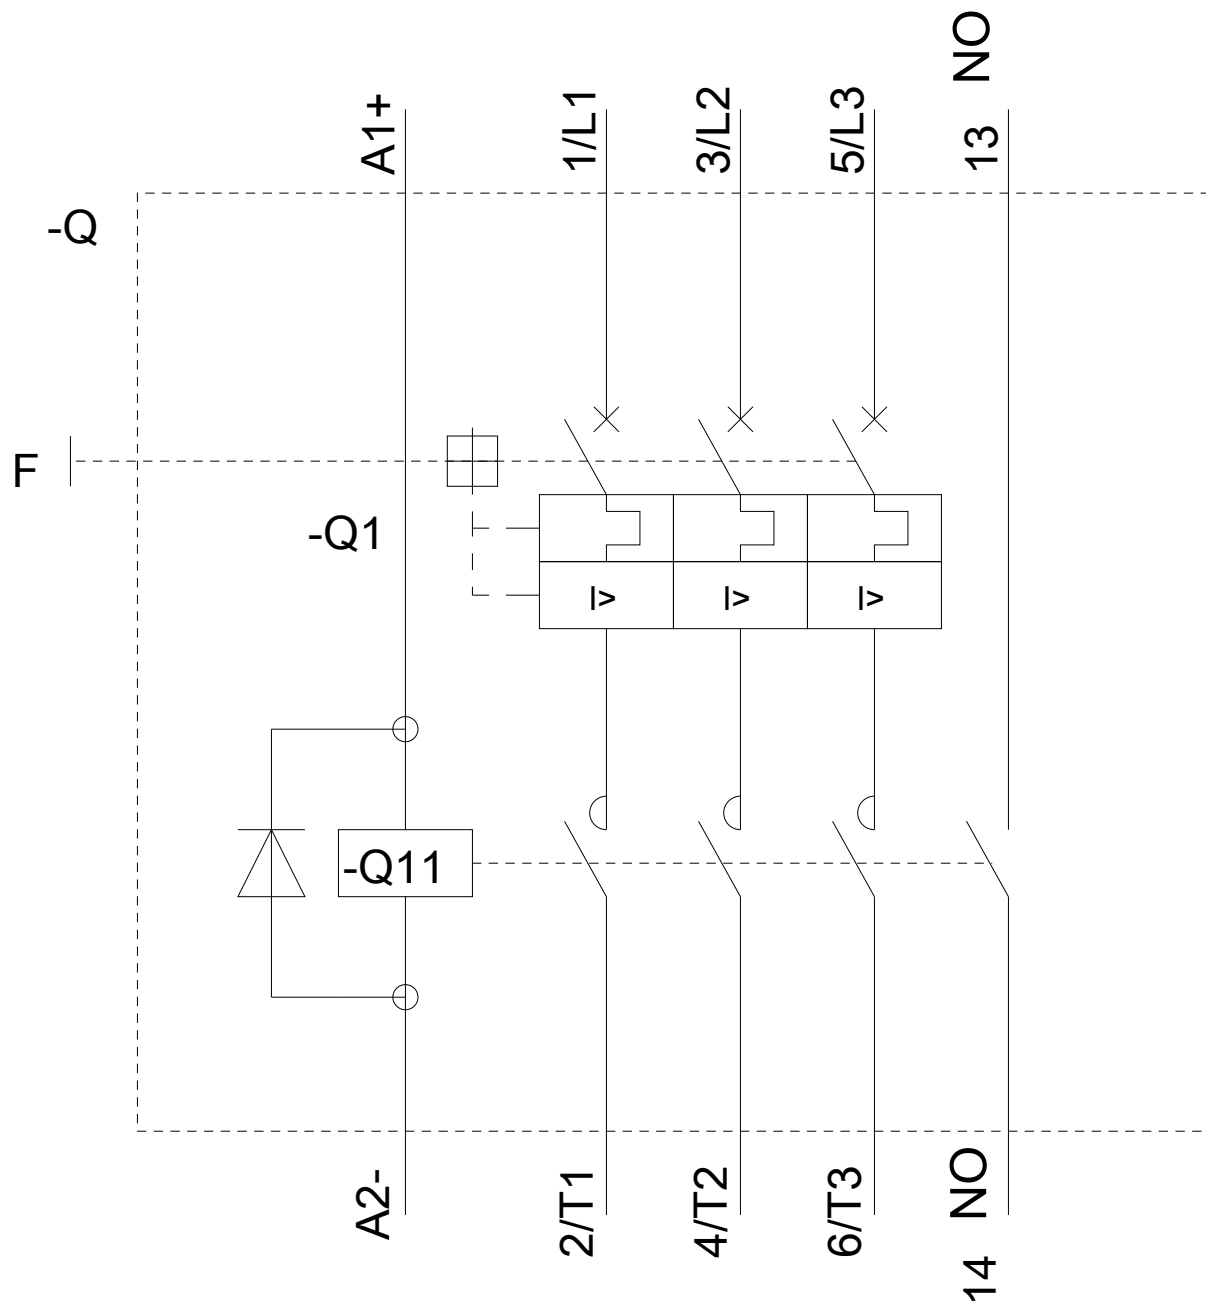 A1+
1/L1
3/L2
5/L3
13 NO
-Q
F
-Q1
I>
I>
I>
-Q11
A2-
2/T1
4/T2
6/T3
14 NO